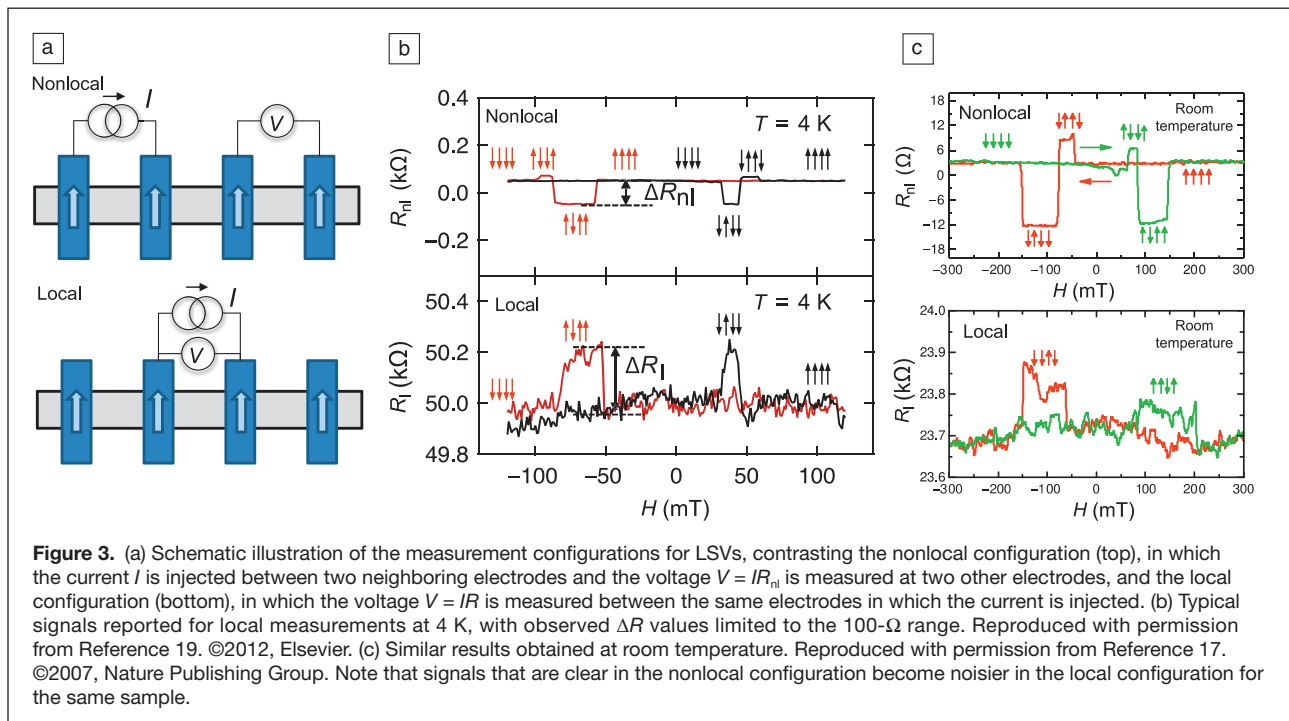 a
Nonlocal
I
V
Local
I
V
b
Nonlocal
T = 4 K
0.4
0.2
0.0
−0.2
R_nl (kΩ)
↓↓↓↓ ↑↓↓↑ ↑↑↑↑ ↓↓↓↓ ↓↑↑↓ ↑↑↑↑
ΔR_nl
↑↓↑↑ ↓↑↓↓
Local
T = 4 K
50.4
50.2
50.0
49.8
R_l (kΩ)
↑↓↑↑ ↓↑↓↓
ΔR_l
↓↓↓↓ ↑↑↑↑
−100 −50 0 50 100
H (mT)
c
Nonlocal
Room
temperature
18
12
6
0
−6
−12
−18
R_nl (Ω)
−300 −200 −100 0 100 200 300
H (mT)
Local
Room
temperature
24.0
23.9
23.8
23.7
23.6
R_l (kΩ)
−300 −200 −100 0 100 200 300
H (mT)
Figure 3. (a) Schematic illustration of the measurement configurations for LSVs, contrasting the nonlocal configuration (top), in which
the current I is injected between two neighboring electrodes and the voltage V = IR_nl is measured at two other electrodes, and the local
configuration (bottom), in which the voltage V = IR is measured between the same electrodes in which the current is injected. (b) Typical
signals reported for local measurements at 4 K, with observed ΔR values limited to the 100-Ω range. Reproduced with permission
from Reference 19. ©2012, Elsevier. (c) Similar results obtained at room temperature. Reproduced with permission from Reference 17.
©2007, Nature Publishing Group. Note that signals that are clear in the nonlocal configuration become noisier in the local configuration for
the same sample.